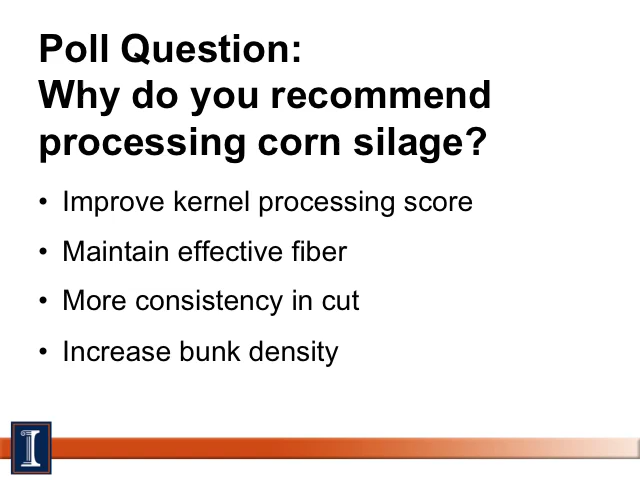 Poll Question:
Why do you recommend
processing corn silage?
• Improve kernel processing score
• Maintain effective fiber
• More consistency in cut
• Increase bunk density
I